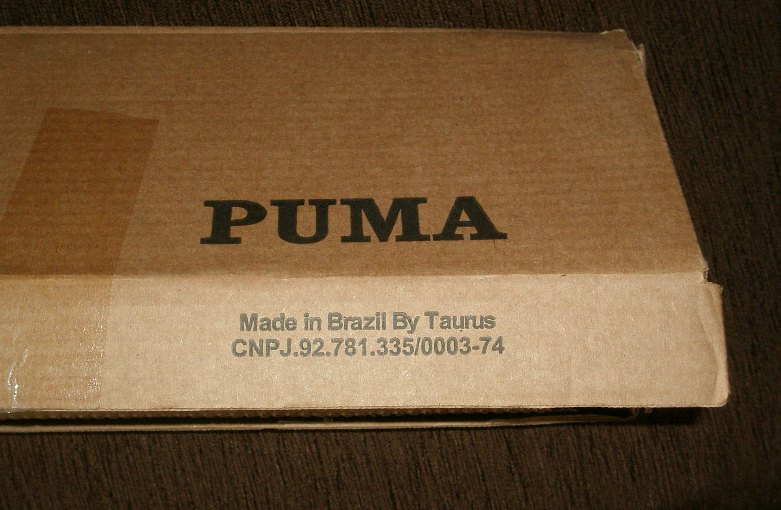 PUMA
Made in Brazil By Taurus
CNPJ.92.781.335/0003-74